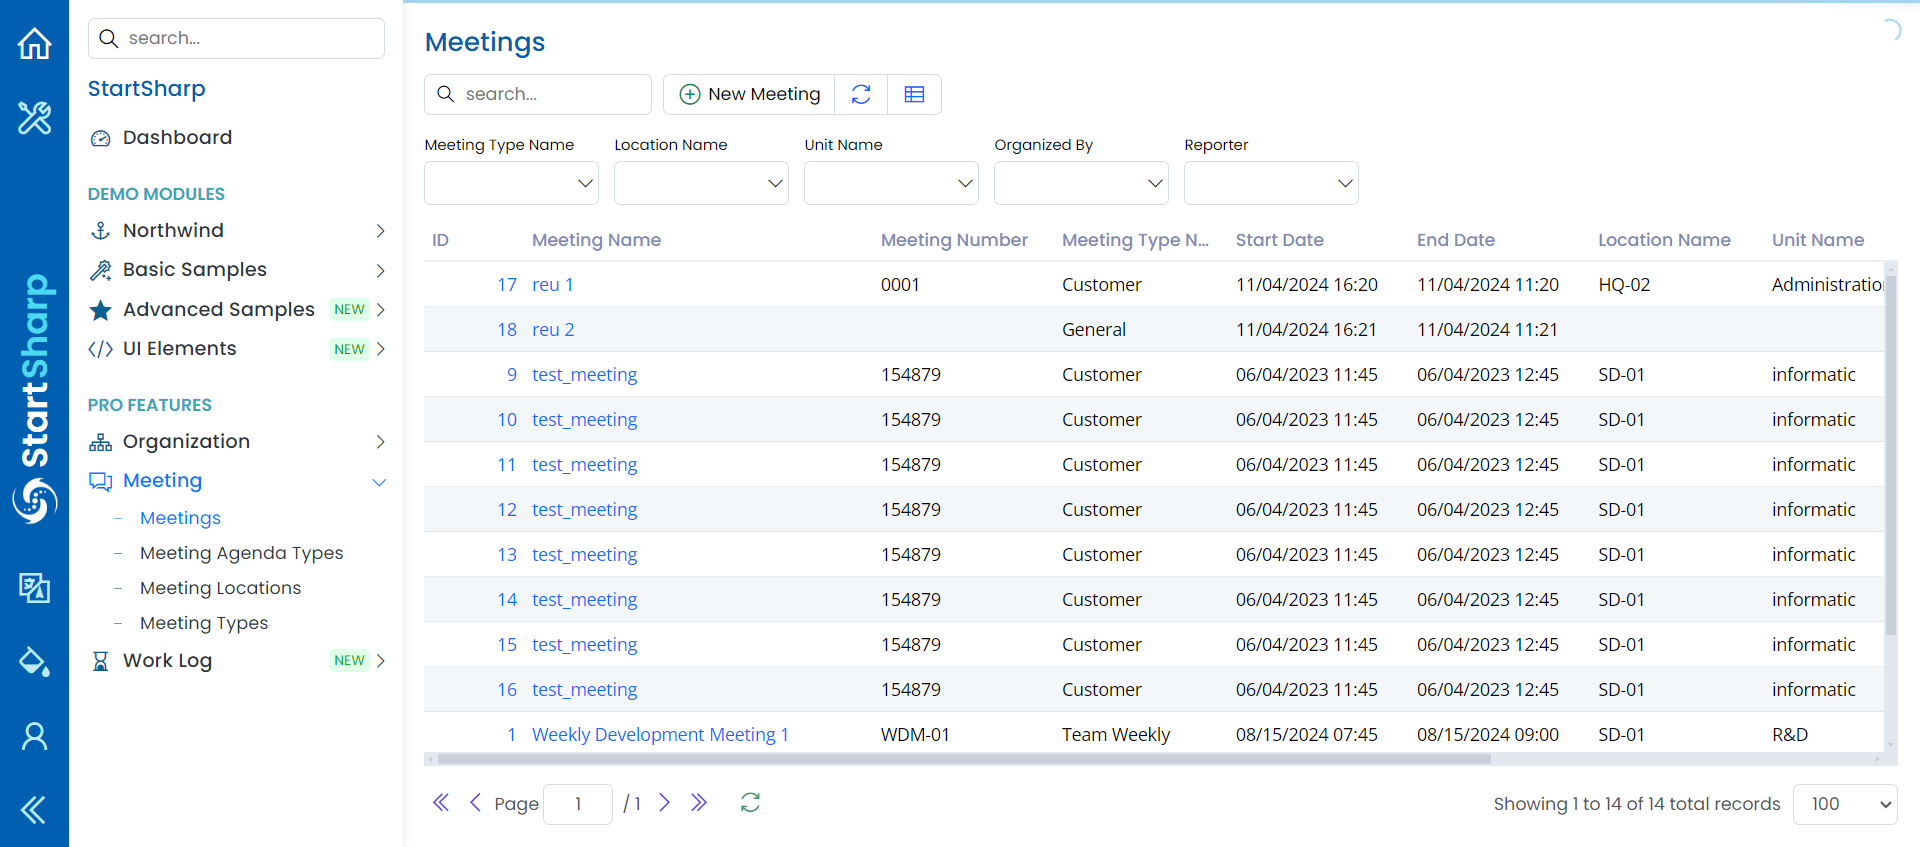 StartSharp
search...
StartSharp
Dashboard
DEMO MODULES
Northwind
Basic Samples
Advanced Samples NEW
UI Elements NEW
PRO FEATURES
Organization
Meeting
Meetings
Meeting Agenda Types
Meeting Locations
Meeting Types
Work Log NEW
Meetings
search... New Meeting
Meeting Type Name Location Name Unit Name Organized By Reporter
ID Meeting Name Meeting Number Meeting Type N... Start Date End Date Location Name Unit Name
17 reu 1 0001 Customer 11/04/2024 16:20 11/04/2024 11:20 HQ-02 Administratio
18 reu 2 General 11/04/2024 16:21 11/04/2024 11:21
9 test_meeting 154879 Customer 06/04/2023 11:45 06/04/2023 12:45 SD-01 informatic
10 test_meeting 154879 Customer 06/04/2023 11:45 06/04/2023 12:45 SD-01 informatic
11 test_meeting 154879 Customer 06/04/2023 11:45 06/04/2023 12:45 SD-01 informatic
12 test_meeting 154879 Customer 06/04/2023 11:45 06/04/2023 12:45 SD-01 informatic
13 test_meeting 154879 Customer 06/04/2023 11:45 06/04/2023 12:45 SD-01 informatic
14 test_meeting 154879 Customer 06/04/2023 11:45 06/04/2023 12:45 SD-01 informatic
15 test_meeting 154879 Customer 06/04/2023 11:45 06/04/2023 12:45 SD-01 informatic
16 test_meeting 154879 Customer 06/04/2023 11:45 06/04/2023 12:45 SD-01 informatic
1 Weekly Development Meeting 1 WDM-01 Team Weekly 08/15/2024 07:45 08/15/2024 09:00 SD-01 R&D
Page 1 / 1 Showing 1 to 14 of 14 total records 100